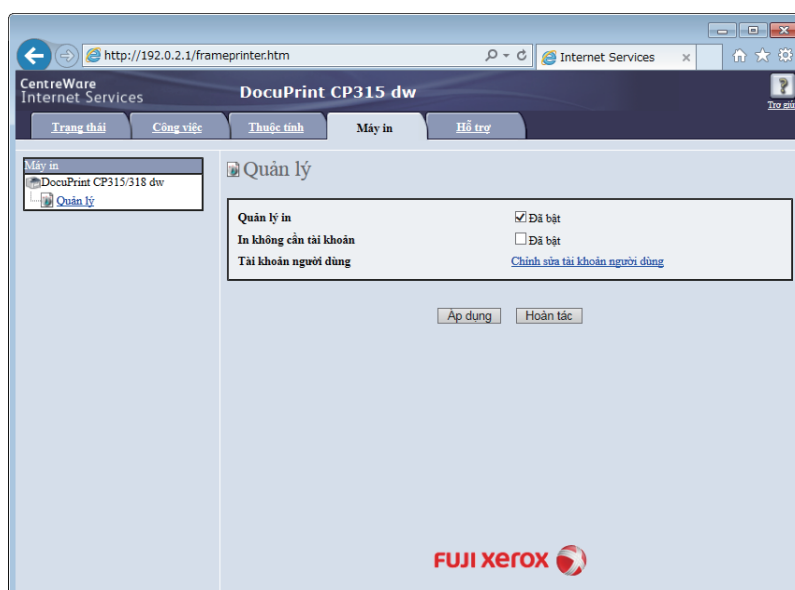 http://192.0.2.1/frameprinter.htm
Internet Services
CentreWare
Internet Services
DocuPrint CP315 dw
Trang thái
Công việc
Thuộc tính
Máy in
Hỗ trợ
Máy in
DocuPrint CP315/318 dw
Quản lý
Quản lý
Quản lý in
Đã bật
In không cần tài khoản
Đã bật
Tài khoản người dùng
Chỉnh sửa tài khoản người dùng
Áp dụng
Hoàn tác
FUJI xerox